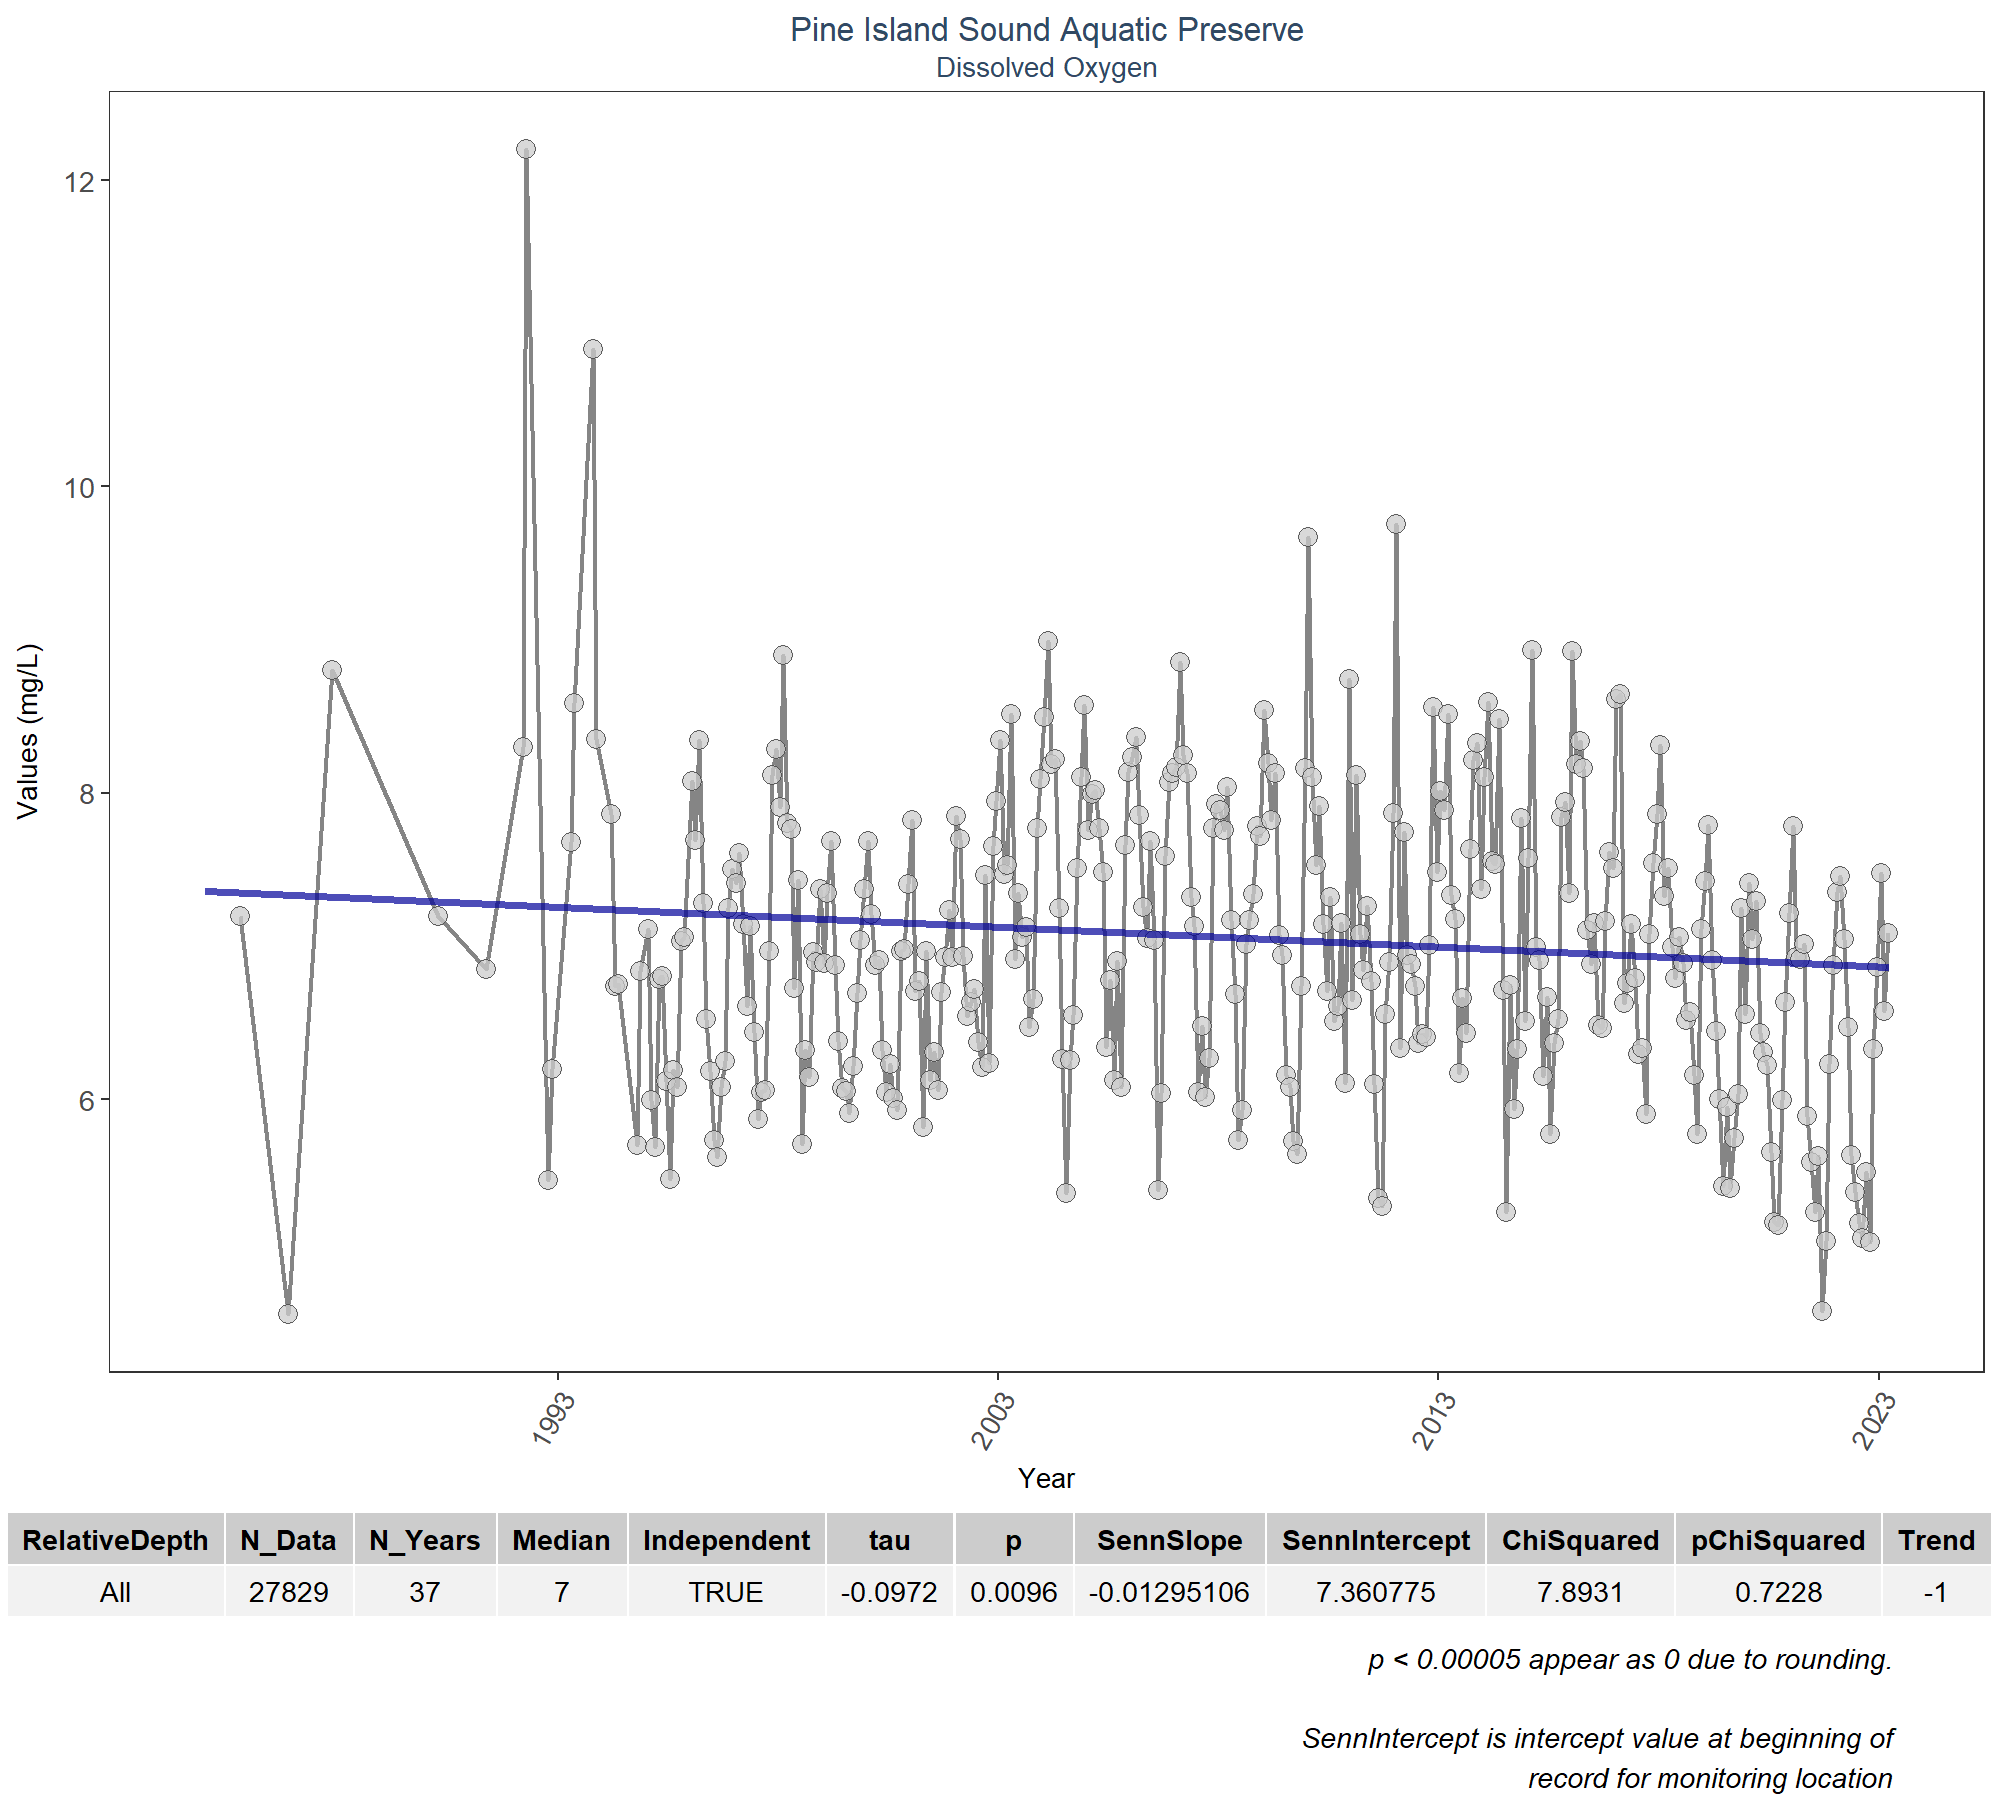 Pine Island Sound Aquatic Preserve
Dissolved Oxygen
12
10
8
6
Values (mg/L)
1993
2003
2013
2023
Year
RelativeDepth N_Data N_Years Median Independent tau p SennSlope SennIntercept ChiSquared pChiSquared Trend
All 27829 37 7 TRUE -0.0972 0.0096 -0.01295106 7.360775 7.8931 0.7228 -1
p < 0.00005 appear as 0 due to rounding.
SennIntercept is intercept value at beginning of
record for monitoring location